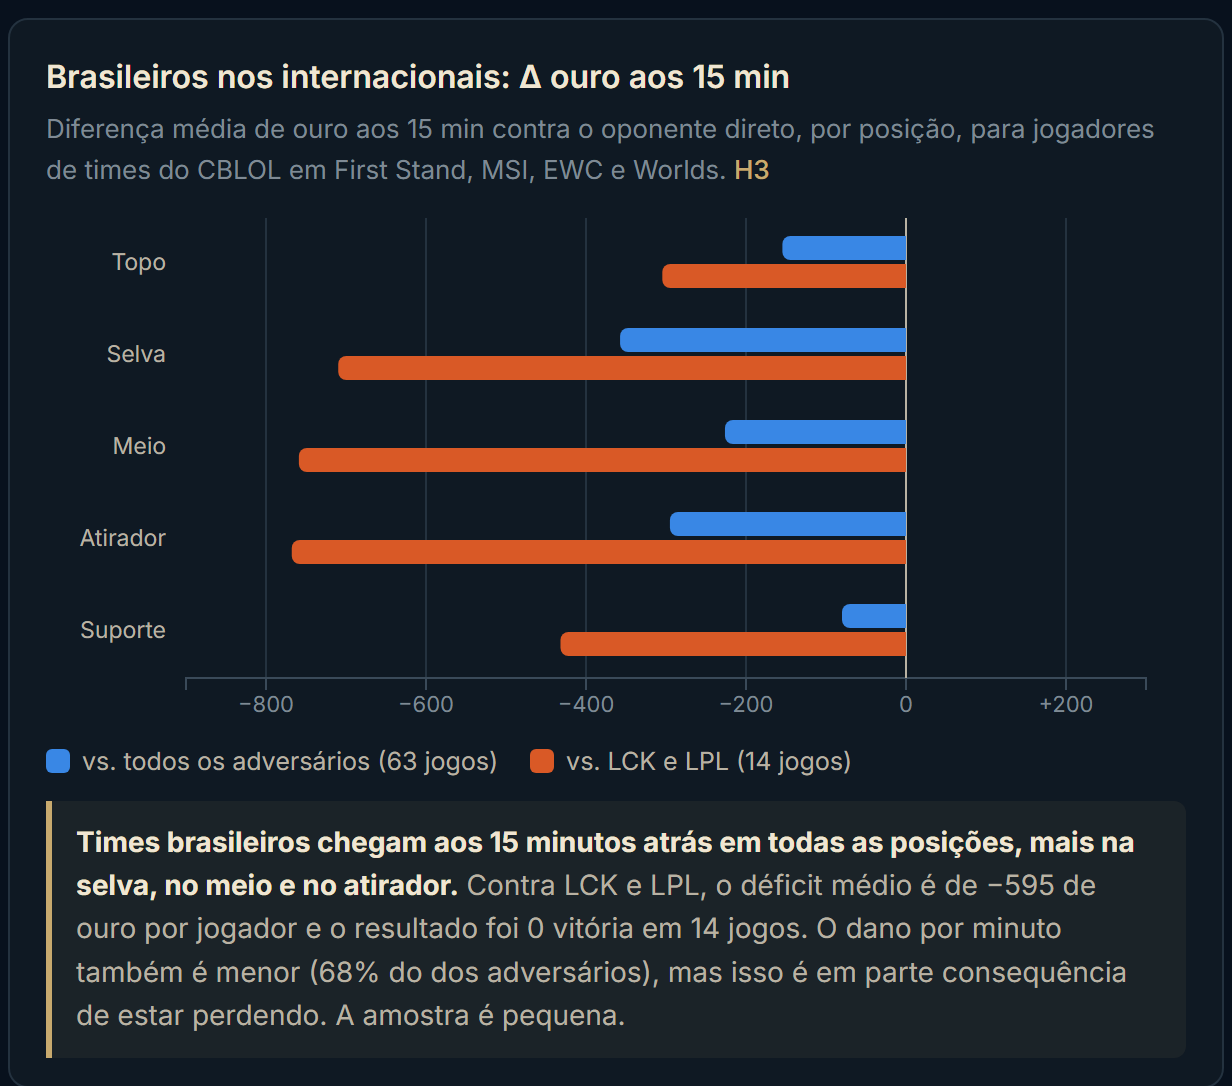 Brasileiros nos internacionais: Δ ouro aos 15 min
Diferença média de ouro aos 15 min contra o oponente direto, por posição, para jogadores
de times do CBLOL em First Stand, MSI, EWC e Worlds. H3
Topo
Selva
Meio
Atirador
Suporte
−800
−600
−400
−200
0
+200
vs. todos os adversários (63 jogos)
vs. LCK e LPL (14 jogos)
Times brasileiros chegam aos 15 minutos atrás em todas as posições, mais na
selva, no meio e no atirador. Contra LCK e LPL, o déficit médio é de −595 de
ouro por jogador e o resultado foi 0 vitória em 14 jogos. O dano por minuto
também é menor (68% do dos adversários), mas isso é em parte consequência
de estar perdendo. A amostra é pequena.